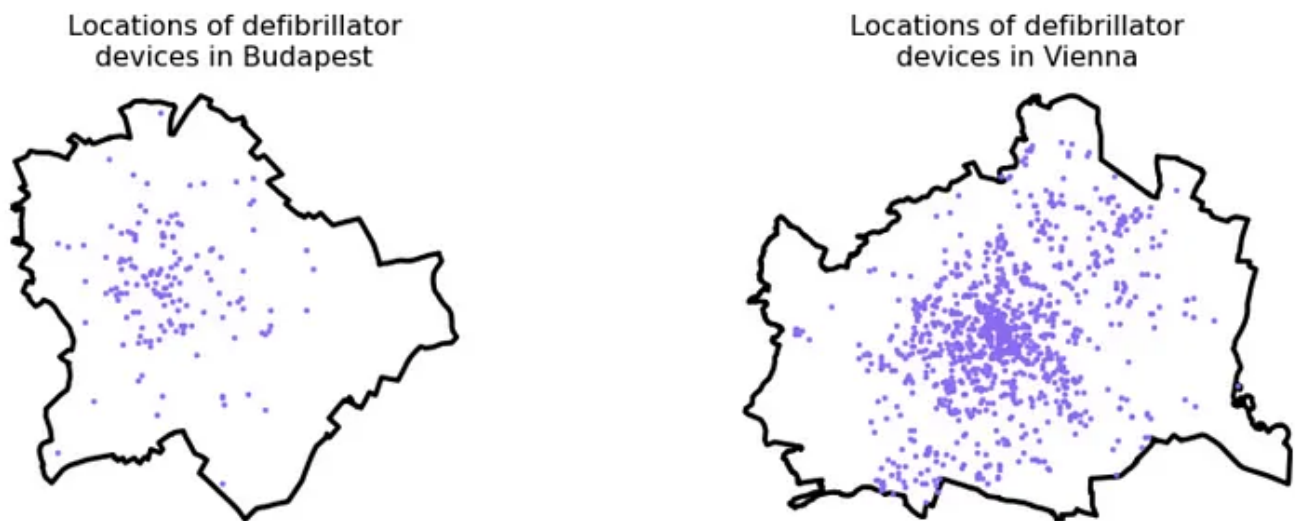 Locations of defibrillator
devices in Budapest
Locations of defibrillator
devices in Vienna